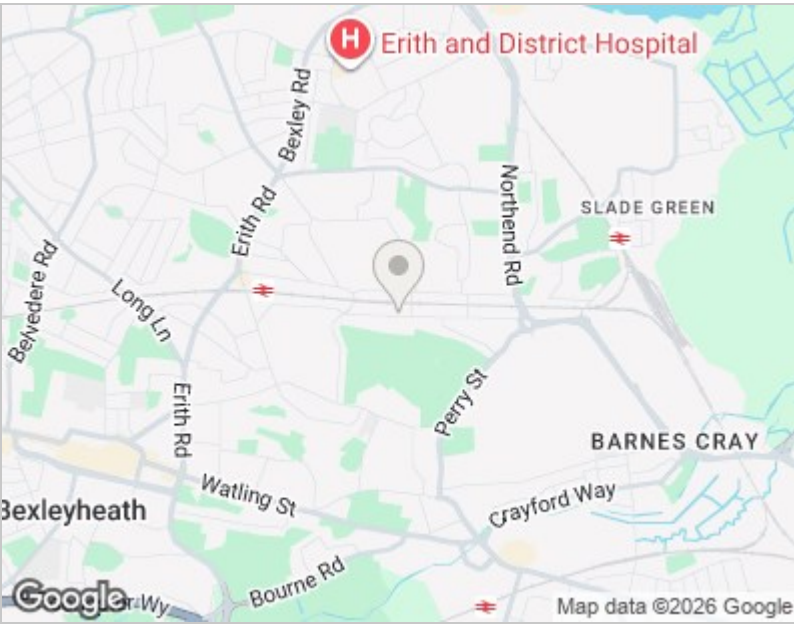 H
Erith and District Hospital
Bexley Rd
Northend Rd
SLADE GREEN
Erith Rd
Belvedere Rd
Long Ln
Erith Rd
Perry St
BARNES CRAY
Watling St
Crayford Way
Bexleyheath
Bourne Rd
Google
Wy
Map data ©2026 Google